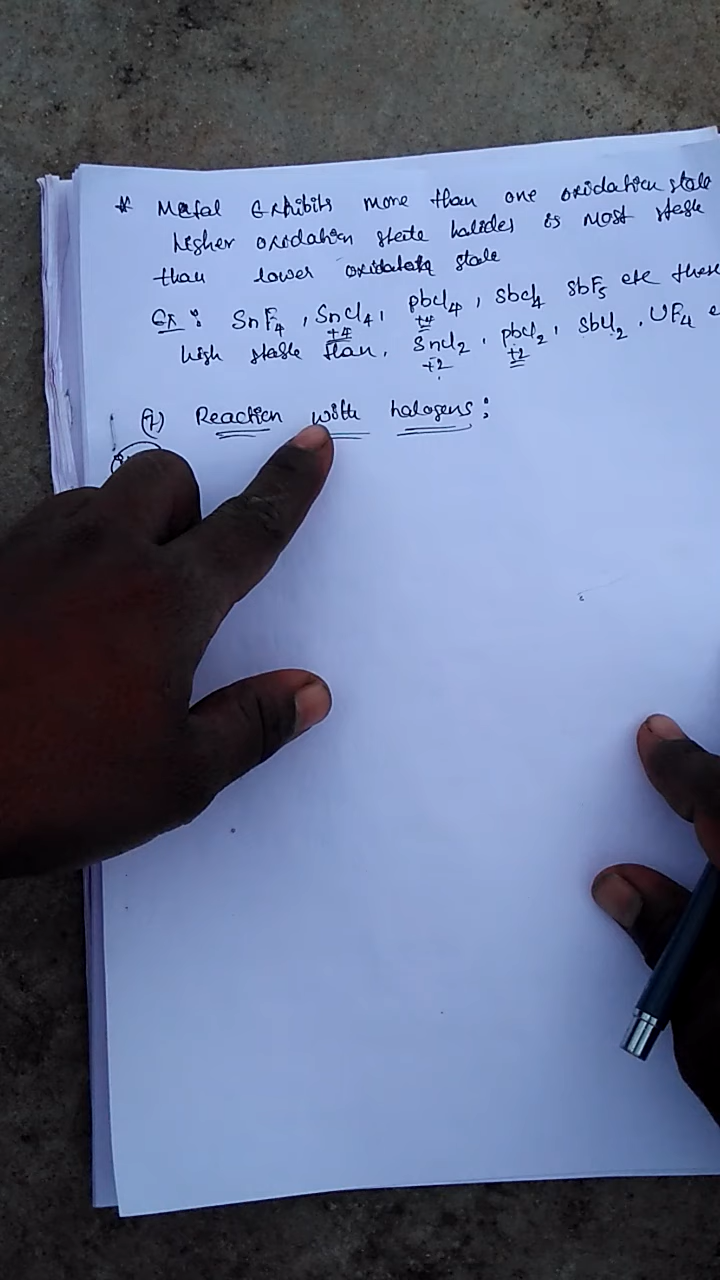 * Metal Exhibits more than one oxidation state
higher oxidation state halides is most stable
than lower oxidation state
Ex : SnF4 , SnCl4 , pbcl4 , sbcl4 sbF5 etc these
+4 +4
high stable than , SnCl2 , pbcl2 , sbCl2 , UF4
+2 +2
(7) Reaction with halogens :